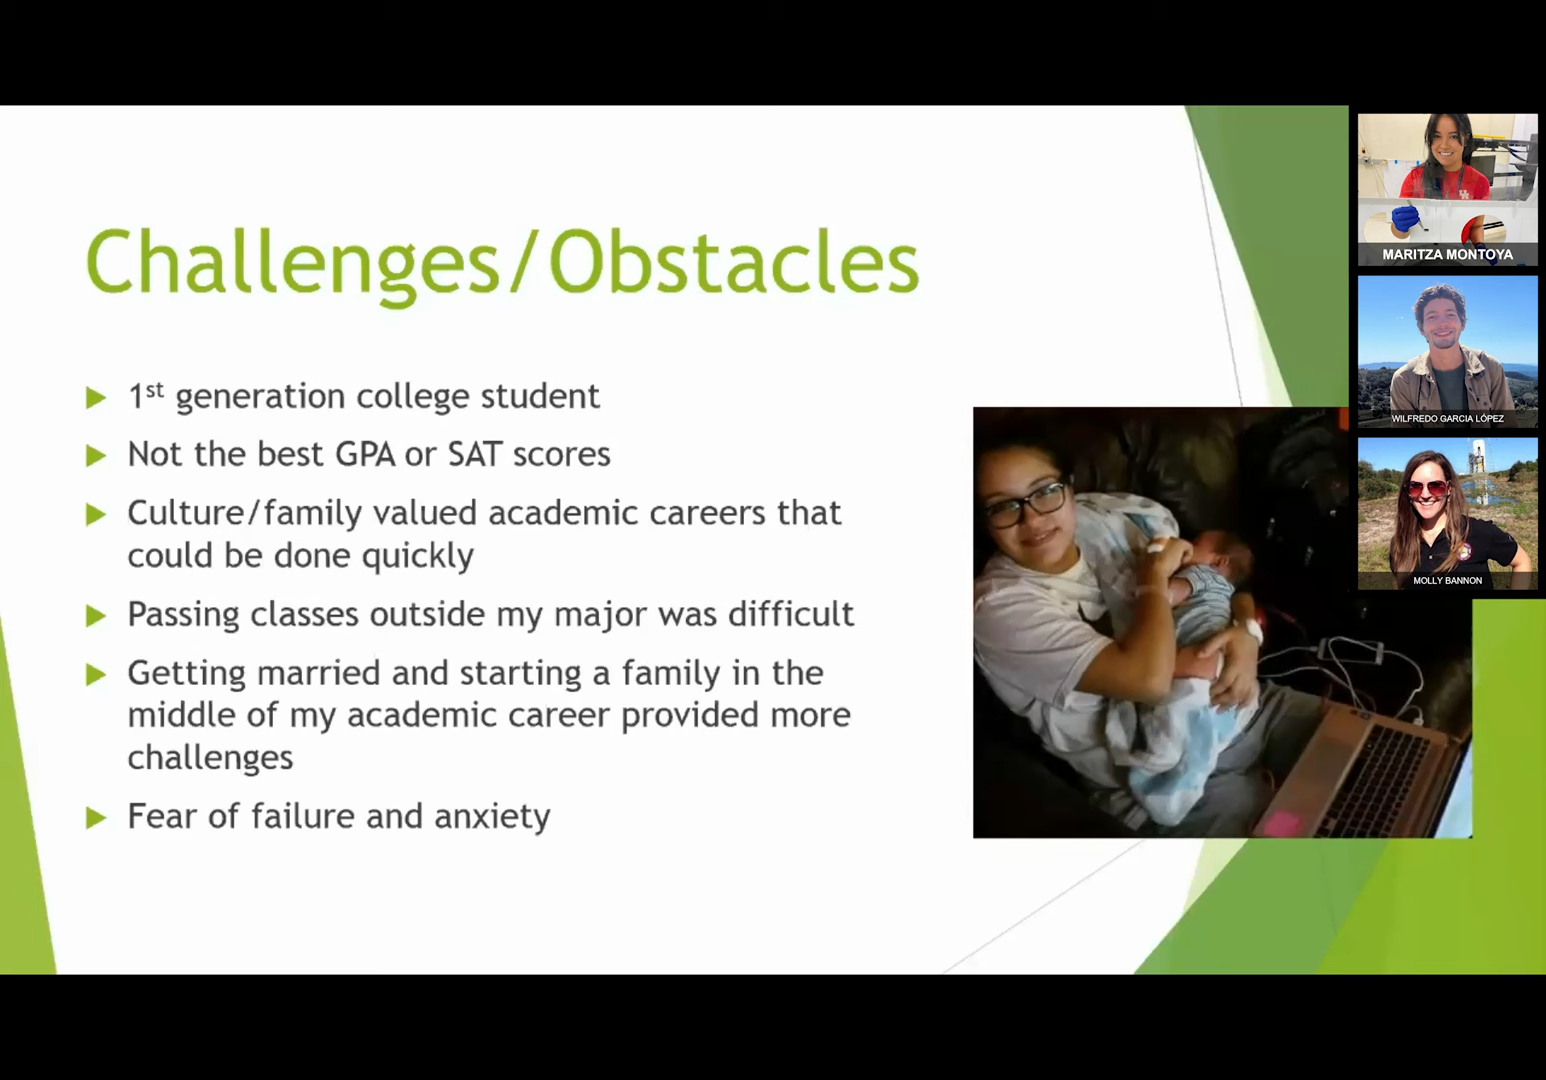 Challenges/Obstacles
1st generation college student
Not the best GPA or SAT scores
Culture/family valued academic careers that
could be done quickly
Passing classes outside my major was difficult
Getting married and starting a family in the
middle of my academic career provided more
challenges
Fear of failure and anxiety
MARITZA MONTOYA
WILFREDO GARCIA LÓPEZ
MOLLY BANNON